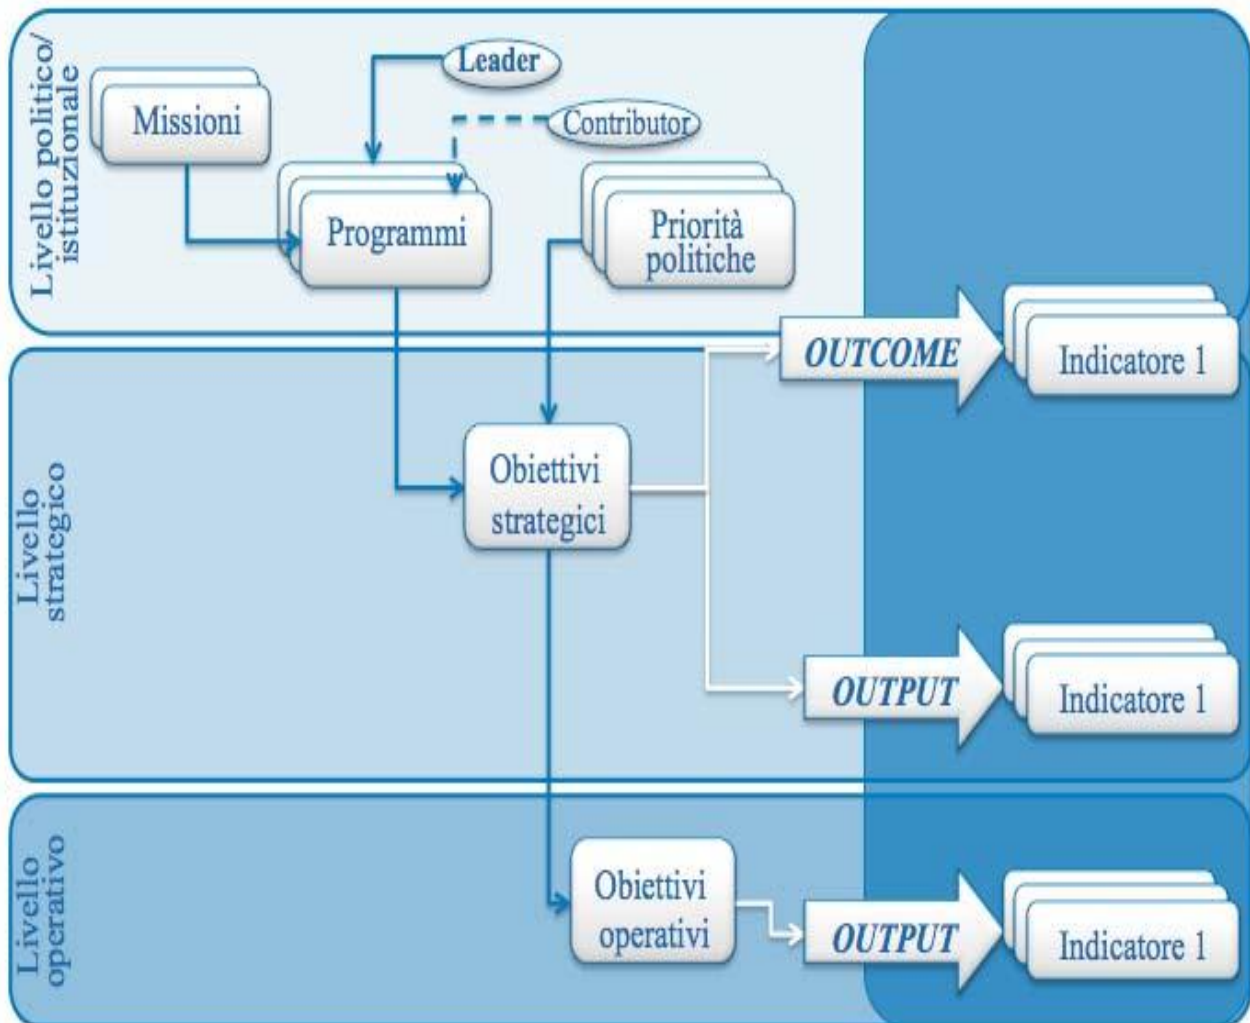 Livello politico/
istituzionale
Missioni
Leader
Contributor
Programmi
Priorità
politiche
OUTCOME
Indicatore 1
Livello
strategico
Obiettivi
strategici
OUTPUT
Indicatore 1
Livello
operativo
Obiettivi
operativi
OUTPUT
Indicatore 1